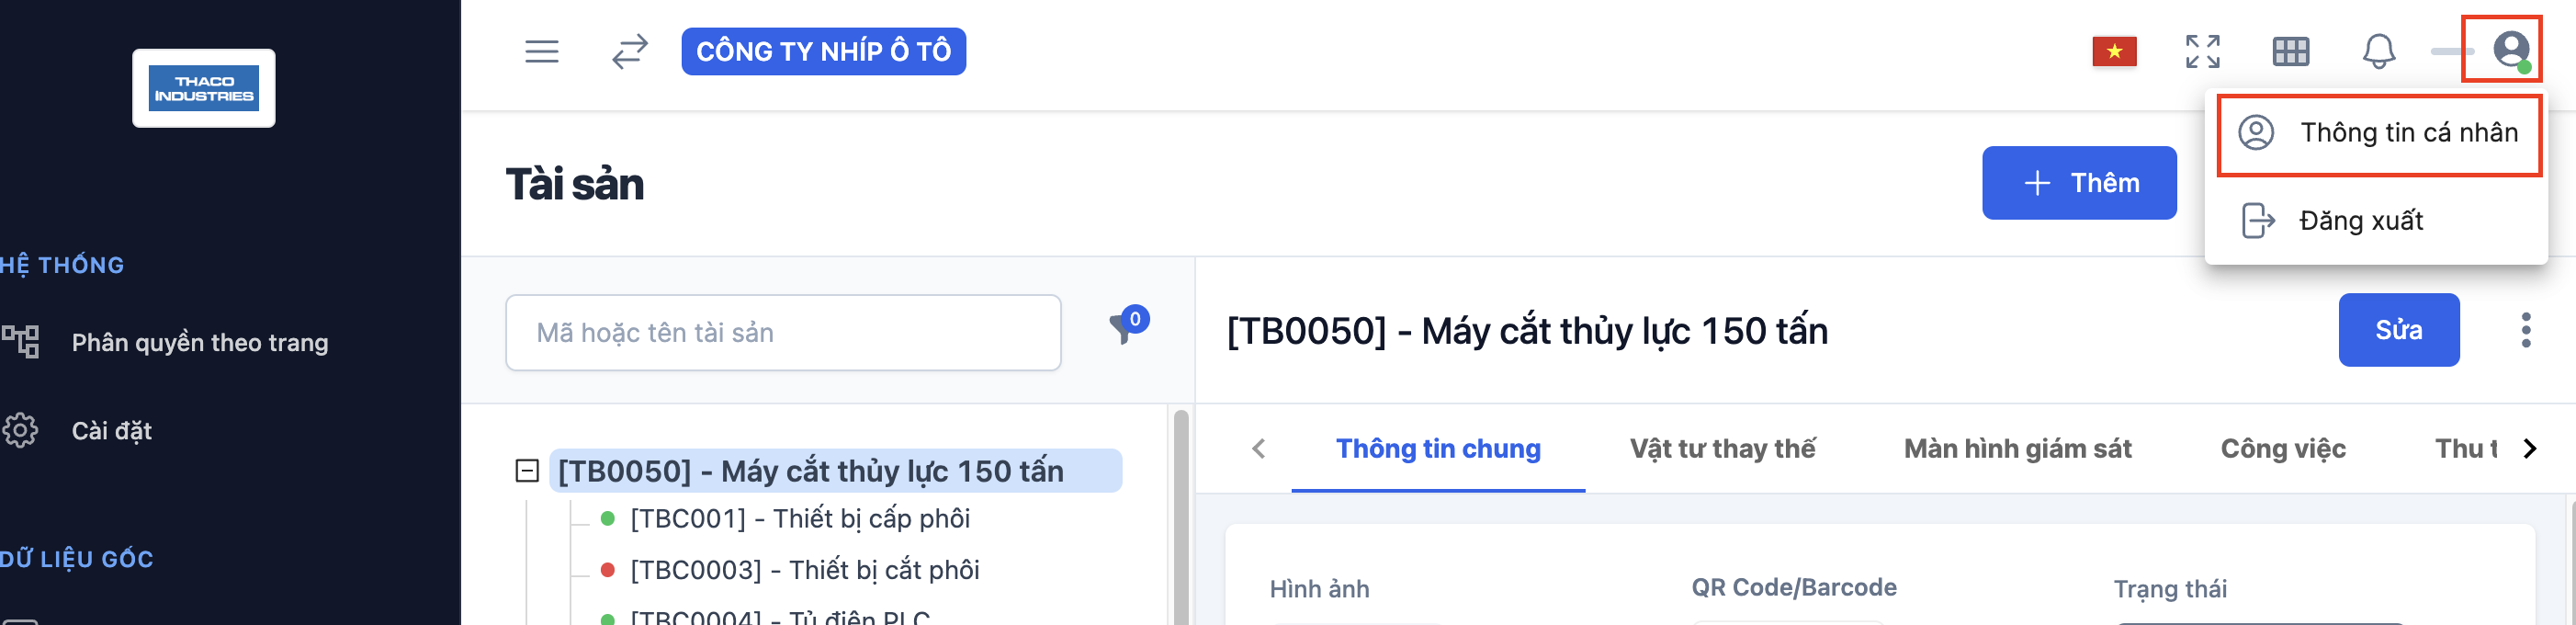 THACO
INDUSTRIES
HỆ THỐNG
Phân quyền theo trang
Cài đặt
DỮ LIỆU GỐC
CÔNG TY NHÍP Ô TÔ
Thông tin cá nhân
Đăng xuất
Tài sản
Thêm
Mã hoặc tên tài sản
0
[TB0050] - Máy cắt thủy lực 150 tấn
[TBC001] - Thiết bị cấp phôi
[TBC0003] - Thiết bị cắt phôi
[TBC0004] - Tủ điện PLC
[TB0050] - Máy cắt thủy lực 150 tấn
Sửa
Thông tin chung
Vật tư thay thế
Màn hình giám sát
Công việc
Thu t
Hình ảnh
QR Code/Barcode
Trạng thái